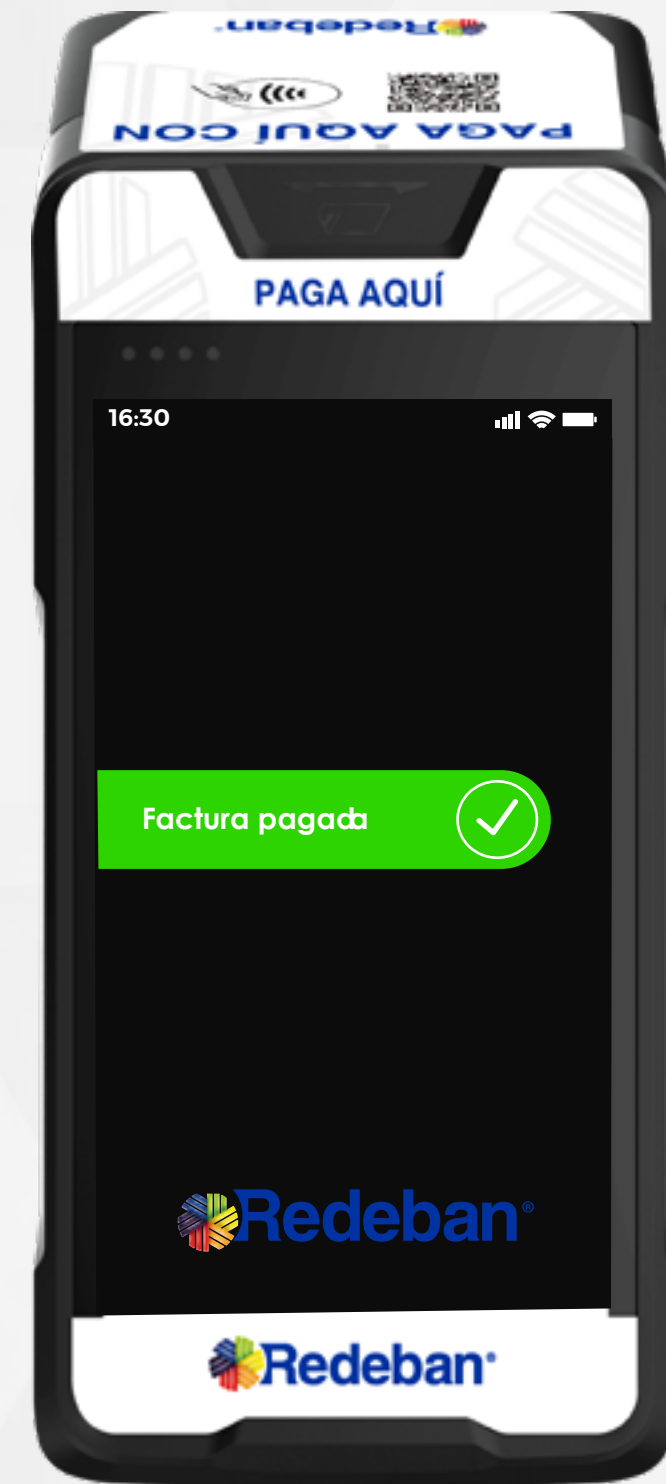 Redeban
PAGA AQUÍ CON
PAGA AQUÍ
16:30
Factura pagada
Redeban®
Redeban